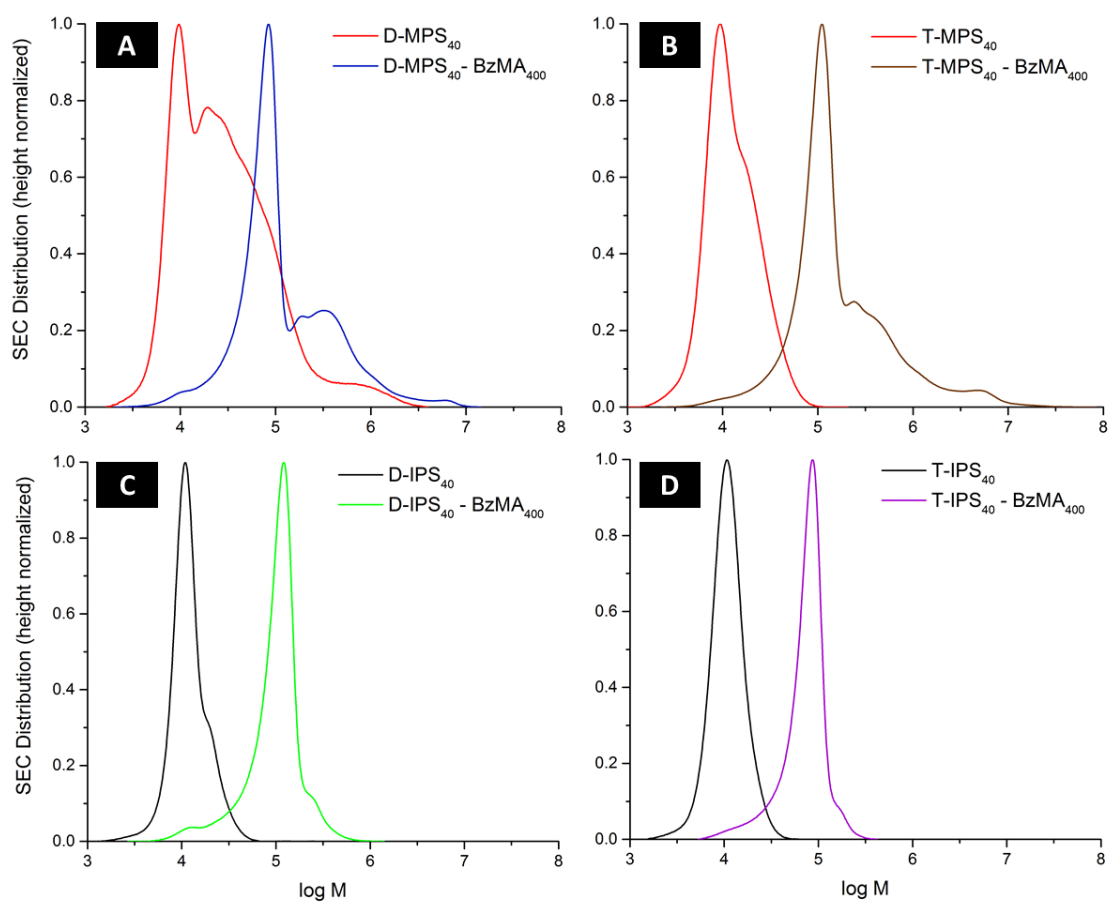 A
D-MPS₄₀
D-MPS₄₀- BzMA₄₀₀
SEC Distribution (height normalized)
1.0
0.8
0.6
0.4
0.2
0.0
3 4 5 6 7 8
B
T-MPS₄₀
T-MPS₄₀ - BzMA₄₀₀
1.0
0.8
0.6
0.4
0.2
0.0
3 4 5 6 7 8
C
D-IPS₄₀
D-IPS₄₀ - BzMA₄₀₀
SEC Distribution (height normalized)
1.0
0.8
0.6
0.4
0.2
0.0
3 4 5 6 7 8
log M
D
T-IPS₄₀
T-IPS₄₀ - BzMA₄₀₀
1.0
0.8
0.6
0.4
0.2
0.0
3 4 5 6 7 8
log M